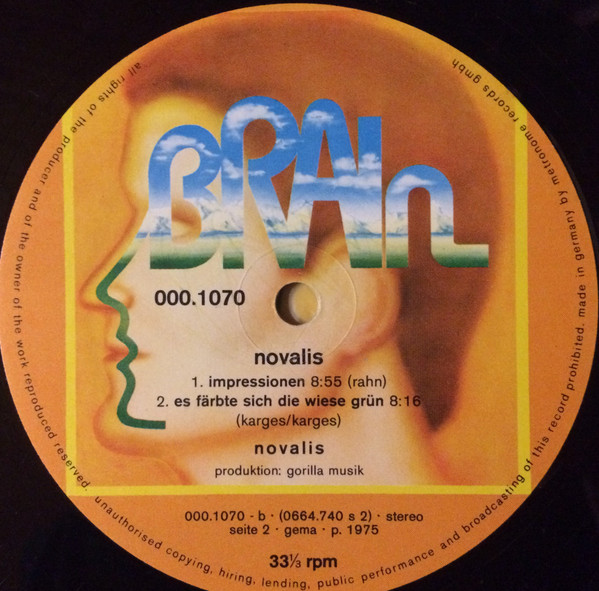 BRAIn
000.1070
novalis
1. impressionen 8:55 (rahn)
2. es färbte sich die wiese grün 8:16
(karges/karges)
novalis
produktion: gorilla musik
000.1070 - b · (0664.740 s 2) · stereo
seite 2 · gema · p. 1975
33⅓ rpm
all rights of the producer and of the owner of the work reproduced reserved. unauthorised copying, hiring, lending, public performance and broadcasting of this record prohibited. made in germany by metronome records gmbh